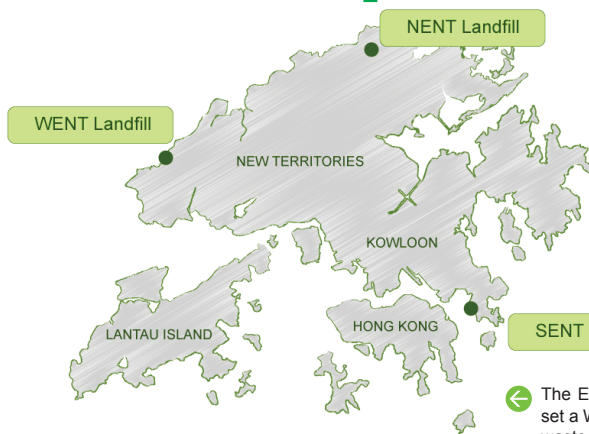 NENT Landfill
WENT Landfill
NEW TERRITORIES
KOWLOON
LANTAU ISLAND
HONG KONG
SENT
The E
set a W